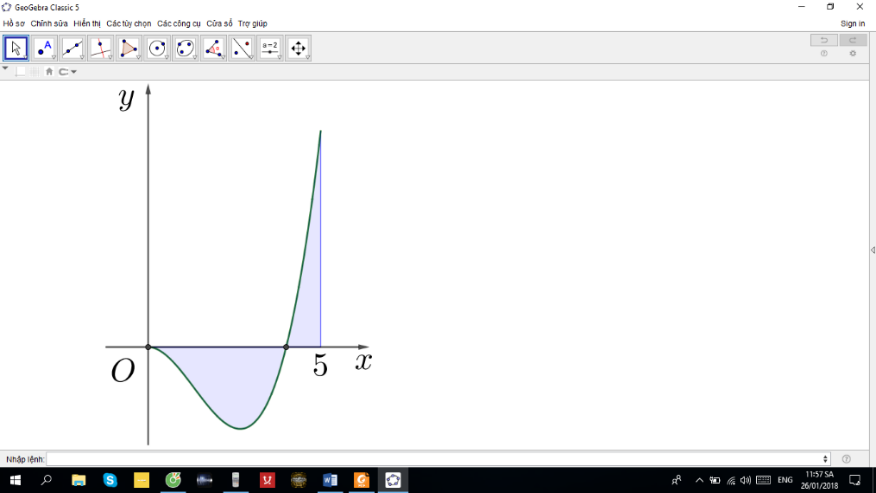 GeoGebra Classic 5
Hồ sơ Chỉnh sửa Hiển thị Các tùy chọn Các công cụ Cửa sổ Trợ giúp
Sign in
A
a=2
y
O
5
x
Nhập lệnh:
ENG
11:57 SA
26/01/2018